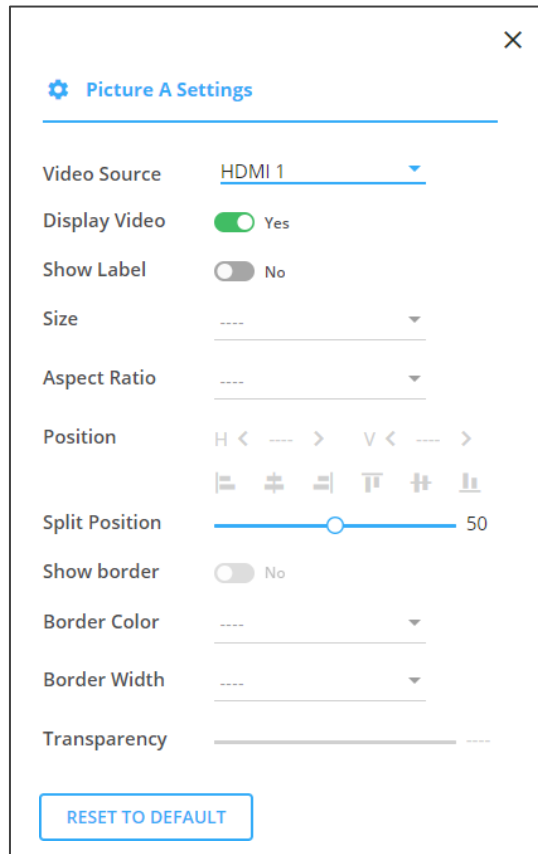 Picture A Settings
Video Source HDMI 1
Display Video Yes
Show Label No
Size ----
Aspect Ratio ----
Position H < ---- > V < ---- >
Split Position 50
Show border No
Border Color ----
Border Width ----
Transparency ----
RESET TO DEFAULT